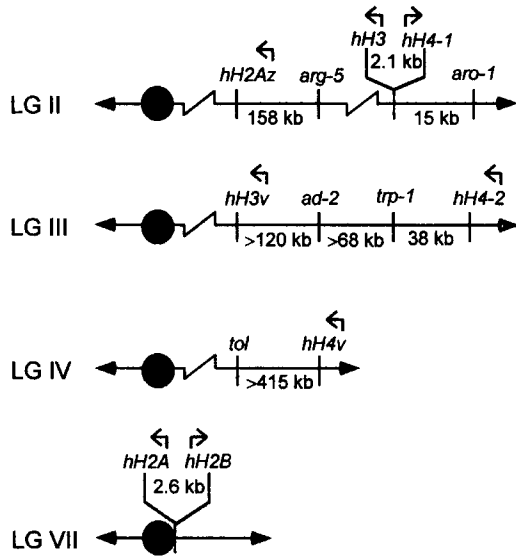 hH3 hH4-1
2.1 kb
hH2Az arg-5 aro-1
LG II
158 kb 15 kb
hH3v ad-2 trp-1 hH4-2
LG III
>120 kb >68 kb 38 kb
tol hH4v
LG IV
>415 kb
hH2A hH2B
2.6 kb
LG VII